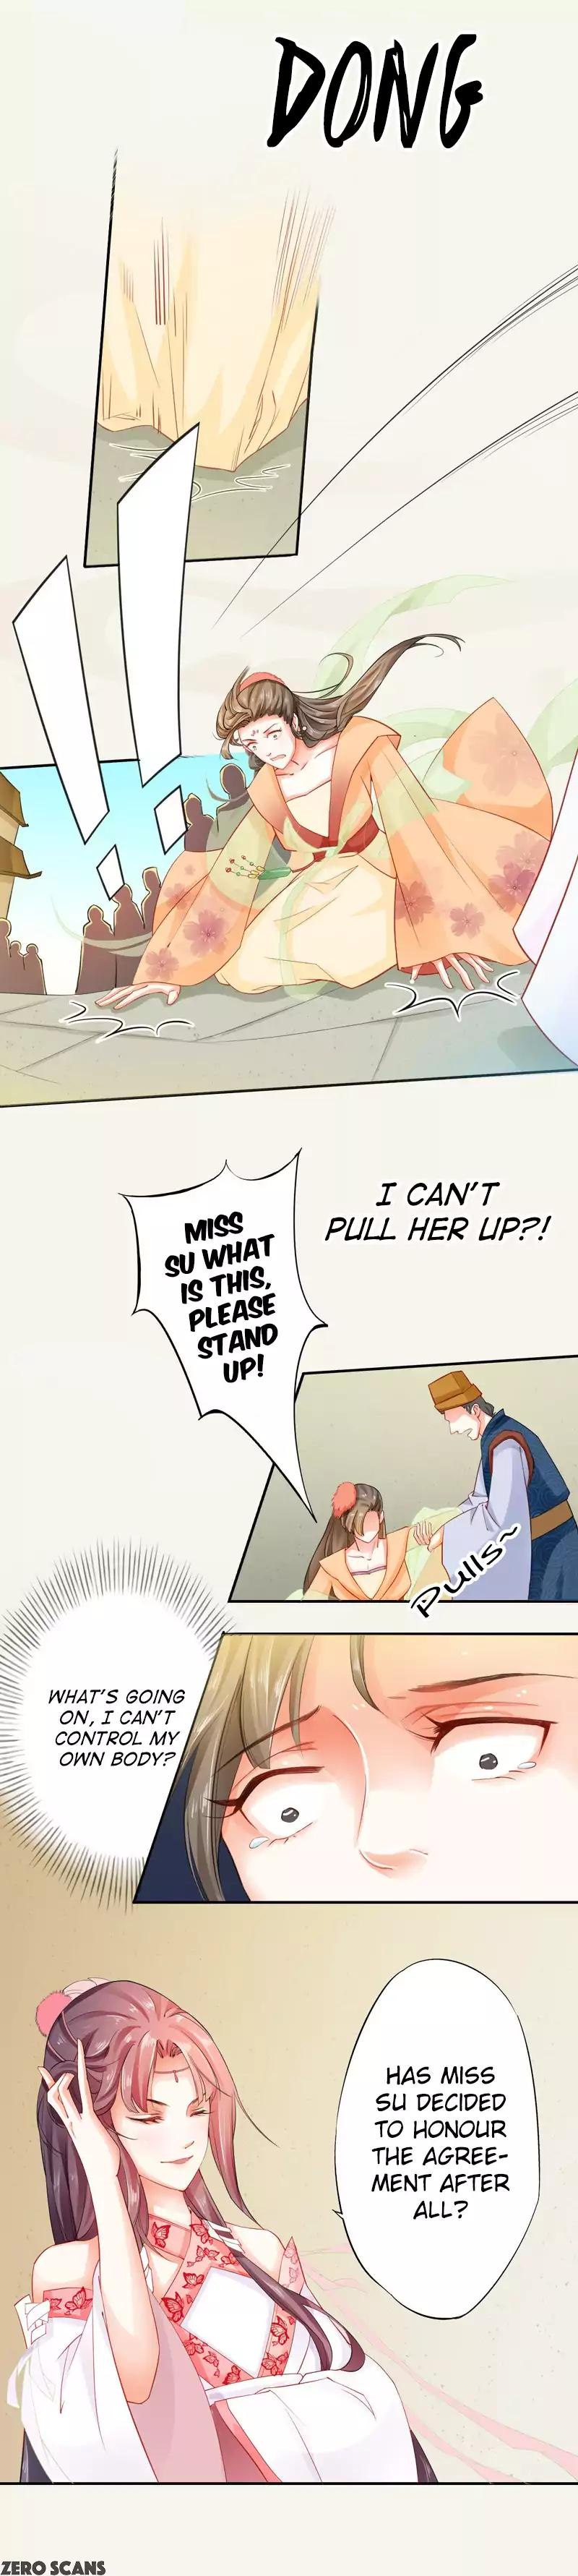 DONG
I CAN'T
PULL HER UP?!
MISS
SU WHAT
IS THIS,
PLEASE
STAND
UP!
Pulls~
WHAT'S GOING
ON, I CAN'T
CONTROL MY
OWN BODY?
HAS MISS
SU DECIDED
TO HONOUR
THE AGREE-
MENT AFTER
ALL?
ZERO SCANS